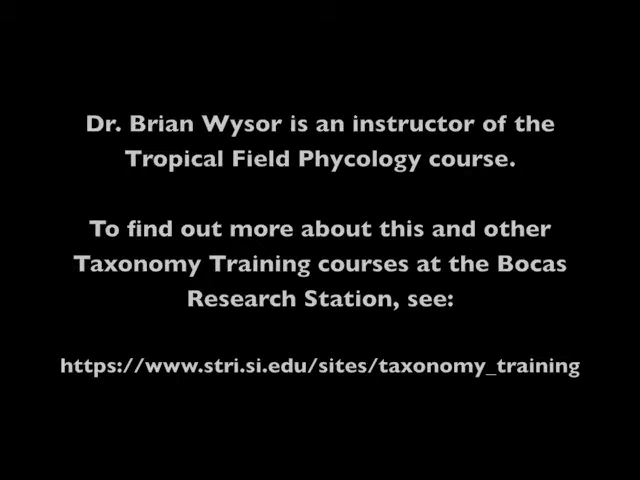 Dr. Brian Wysor is an instructor of the
Tropical Field Phycology course.
To find out more about this and other
Taxonomy Training courses at the Bocas
Research Station, see:
https://www.stri.si.edu/sites/taxonomy_training